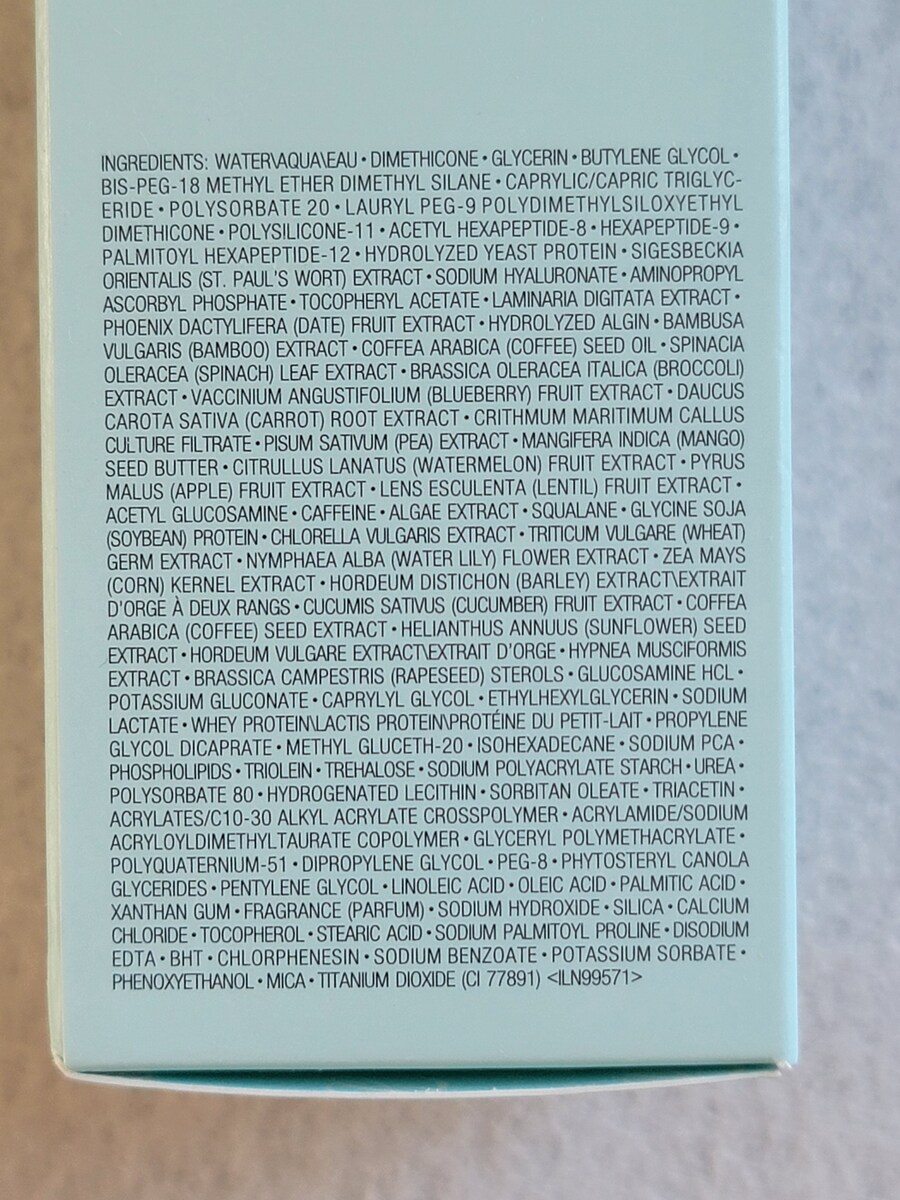 INGREDIENTS: WATER\AQUA\EAU • DIMETHICONE • GLYCERIN • BUTYLENE GLYCOL •
BIS-PEG-18 METHYL ETHER DIMETHYL SILANE • CAPRYLIC/CAPRIC TRIGLYC-
ERIDE • POLYSORBATE 20 • LAURYL PEG-9 POLYDIMETHYLSILOXYETHYL
DIMETHICONE • POLYSILICONE-11 • ACETYL HEXAPEPTIDE-8 • HEXAPEPTIDE-9 •
PALMITOYL HEXAPEPTIDE-12 • HYDROLYZED YEAST PROTEIN • SIGESBECKIA
ORIENTALIS (ST. PAUL'S WORT) EXTRACT • SODIUM HYALURONATE • AMINOPROPYL
ASCORBYL PHOSPHATE • TOCOPHERYL ACETATE • LAMINARIA DIGITATA EXTRACT •
PHOENIX DACTYLIFERA (DATE) FRUIT EXTRACT • HYDROLYZED ALGIN • BAMBUSA
VULGARIS (BAMBOO) EXTRACT • COFFEA ARABICA (COFFEE) SEED OIL • SPINACIA
OLERACEA (SPINACH) LEAF EXTRACT • BRASSICA OLERACEA ITALICA (BROCCOLI)
EXTRACT • VACCINIUM ANGUSTIFOLIUM (BLUEBERRY) FRUIT EXTRACT • DAUCUS
CAROTA SATIVA (CARROT) ROOT EXTRACT • CRITHMUM MARITIMUM CALLUS
CULTURE FILTRATE • PISUM SATIVUM (PEA) EXTRACT • MANGIFERA INDICA (MANGO)
SEED BUTTER • CITRULLUS LANATUS (WATERMELON) FRUIT EXTRACT • PYRUS
MALUS (APPLE) FRUIT EXTRACT • LENS ESCULENTA (LENTIL) FRUIT EXTRACT •
ACETYL GLUCOSAMINE • CAFFEINE • ALGAE EXTRACT • SQUALANE • GLYCINE SOJA
(SOYBEAN) PROTEIN • CHLORELLA VULGARIS EXTRACT • TRITICUM VULGARE (WHEAT)
GERM EXTRACT • NYMPHAEA ALBA (WATER LILY) FLOWER EXTRACT • ZEA MAYS
(CORN) KERNEL EXTRACT • HORDEUM DISTICHON (BARLEY) EXTRACT\EXTRAIT
D'ORGE À DEUX RANGS • CUCUMIS SATIVUS (CUCUMBER) FRUIT EXTRACT • COFFEA
ARABICA (COFFEE) SEED EXTRACT • HELIANTHUS ANNUUS (SUNFLOWER) SEED
EXTRACT • HORDEUM VULGARE EXTRACT\EXTRAIT D'ORGE • HYPNEA MUSCIFORMIS
EXTRACT • BRASSICA CAMPESTRIS (RAPESEED) STEROLS • GLUCOSAMINE HCL •
POTASSIUM GLUCONATE • CAPRYLYL GLYCOL • ETHYLHEXYLGLYCERIN • SODIUM
LACTATE • WHEY PROTEIN\LACTIS PROTEIN\PROTÉINE DU PETIT-LAIT • PROPYLENE
GLYCOL DICAPRATE • METHYL GLUCETH-20 • ISOHEXADECANE • SODIUM PCA •
PHOSPHOLIPIDS • TRIOLEIN • TREHALOSE • SODIUM POLYACRYLATE STARCH • UREA •
POLYSORBATE 80 • HYDROGENATED LECITHIN • SORBITAN OLEATE • TRIACETIN •
ACRYLATES/C10-30 ALKYL ACRYLATE CROSSPOLYMER • ACRYLAMIDE/SODIUM
ACRYLOYLDIMETHYLTAURATE COPOLYMER • GLYCERYL POLYMETHACRYLATE •
POLYQUATERNIUM-51 • DIPROPYLENE GLYCOL • PEG-8 • PHYTOSTERYL CANOLA
GLYCERIDES • PENTYLENE GLYCOL • LINOLEIC ACID • OLEIC ACID • PALMITIC ACID •
XANTHAN GUM • FRAGRANCE (PARFUM) • SODIUM HYDROXIDE • SILICA • CALCIUM
CHLORIDE • TOCOPHEROL • STEARIC ACID • SODIUM PALMITOYL PROLINE • DISODIUM
EDTA • BHT • CHLORPHENESIN • SODIUM BENZOATE • POTASSIUM SORBATE •
PHENOXYETHANOL • MICA • TITANIUM DIOXIDE (CI 77891) <ILN99571>